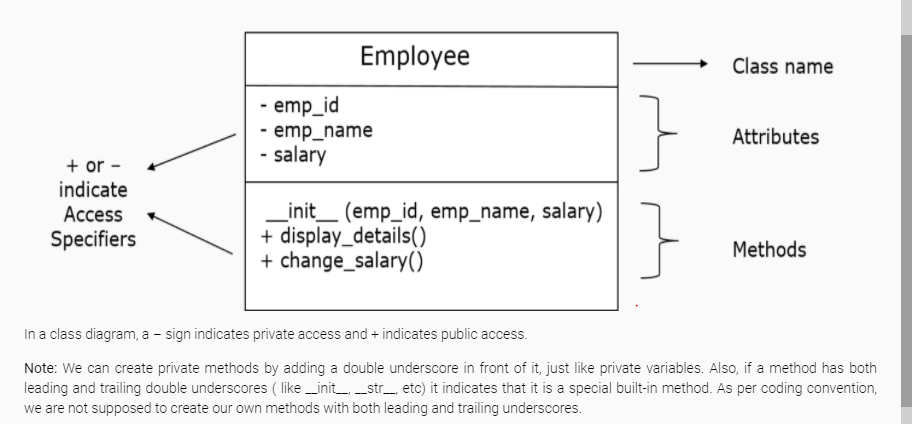 Employee
Class name
- emp_id
- emp_name
- salary
Attributes
+ or –
indicate
Access
Specifiers
__init__ (emp_id, emp_name, salary)
+ display_details()
+ change_salary()
Methods
In a class diagram, a – sign indicates private access and + indicates public access.
Note: We can create private methods by adding a double underscore in front of it, just like private variables. Also, if a method has both
leading and trailing double underscores ( like __init__, __str__, etc) it indicates that it is a special built-in method. As per coding convention,
we are not supposed to create our own methods with both leading and trailing underscores.